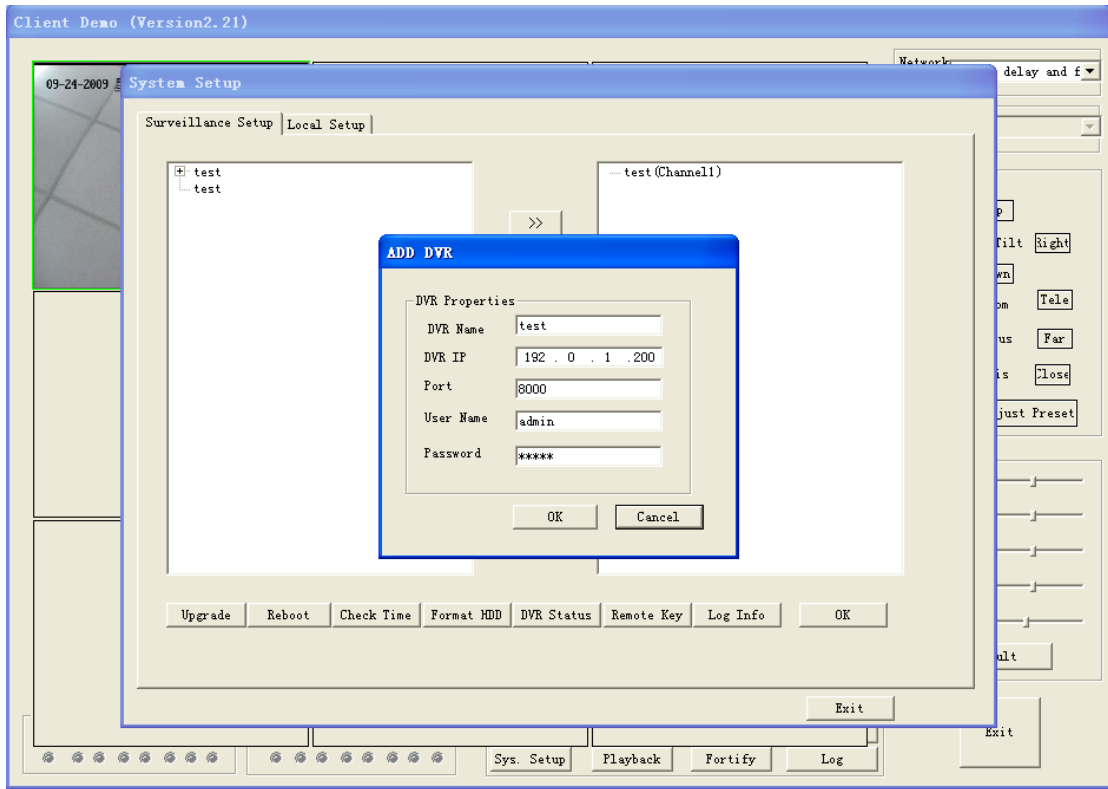 Client Demo (Version2.21)
Network
delay and f
09-24-2009
System Setup
Surveillance Setup
Local Setup
test
test
>>
test(Channel1)
ADD DVR
DVR Properties
DVR Name
test
DVR IP
192 . 0 . 1 .200
Port
8000
User Name
admin
Password
*****
OK
Cancel
Upgrade
Reboot
Check Time
Format HDD
DVR Status
Remote Key
Log Info
OK
Exit
Tilt
Right
Tele
Far
Close
just Preset
ult
Exit
Sys. Setup
Playback
Fortify
Log